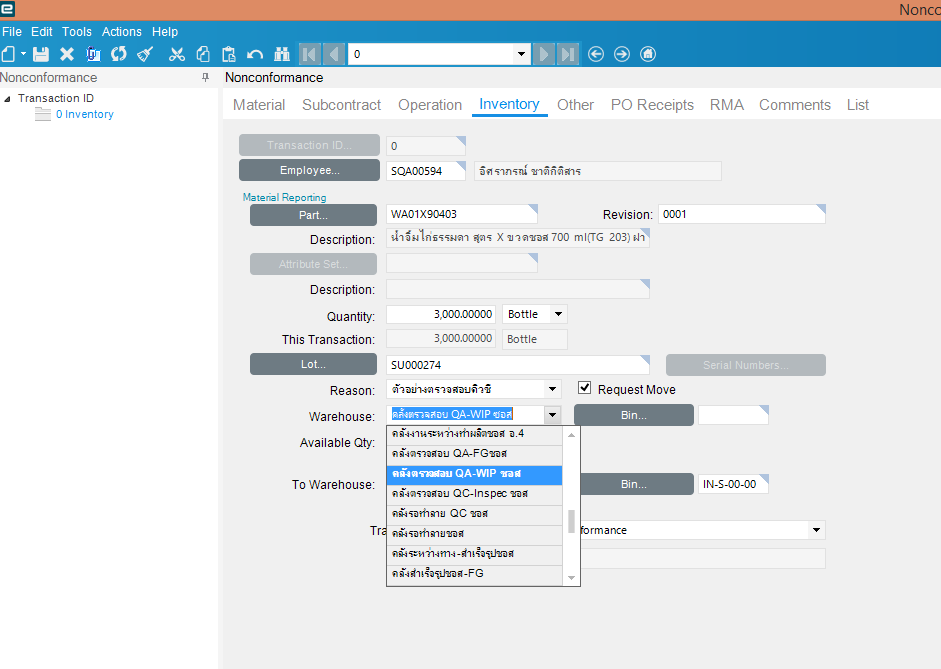 Nonco
File Edit Tools Actions Help
0
Nonconformance
Nonconformance
Transaction ID
0 Inventory
Material Subcontract Operation Inventory Other PO Receipts RMA Comments List
Transaction ID... 0
Employee... SQA00594 อิศราภรณ์ ชาติกิติสาร
Material Reporting
Part... WA01X90403 Revision: 0001
Description: น้ำจิ้มไก่ธรรมดา สุตร X ขวดซอส 700 ml(TG 203) ฝา
Attribute Set...
Description:
Quantity: 3,000.00000 Bottle
This Transaction: 3,000.00000 Bottle
Lot... SU000274 Serial Numbers...
Reason: ตัวอย่างตรวจสอบคิวซี Request Move
Warehouse: คลังตรวจสอบ QA-WIP ซอส Bin...
Available Qty:
คลังงานระหว่างทำผลิตซอส อ.4
คลังตรวจสอบ QA-FGซอส
คลังตรวจสอบ QA-WIP ซอส
คลังตรวจสอบ QC-Inspec ซอส
คลังรอทำลาย QC ซอส
คลังรอทำลายซอส
คลังระหว่างทาง-สำเร็จรูปซอส
คลังสำเร็จรูปซอส-FG
To Warehouse: Bin... IN-S-00-00
Tra formance